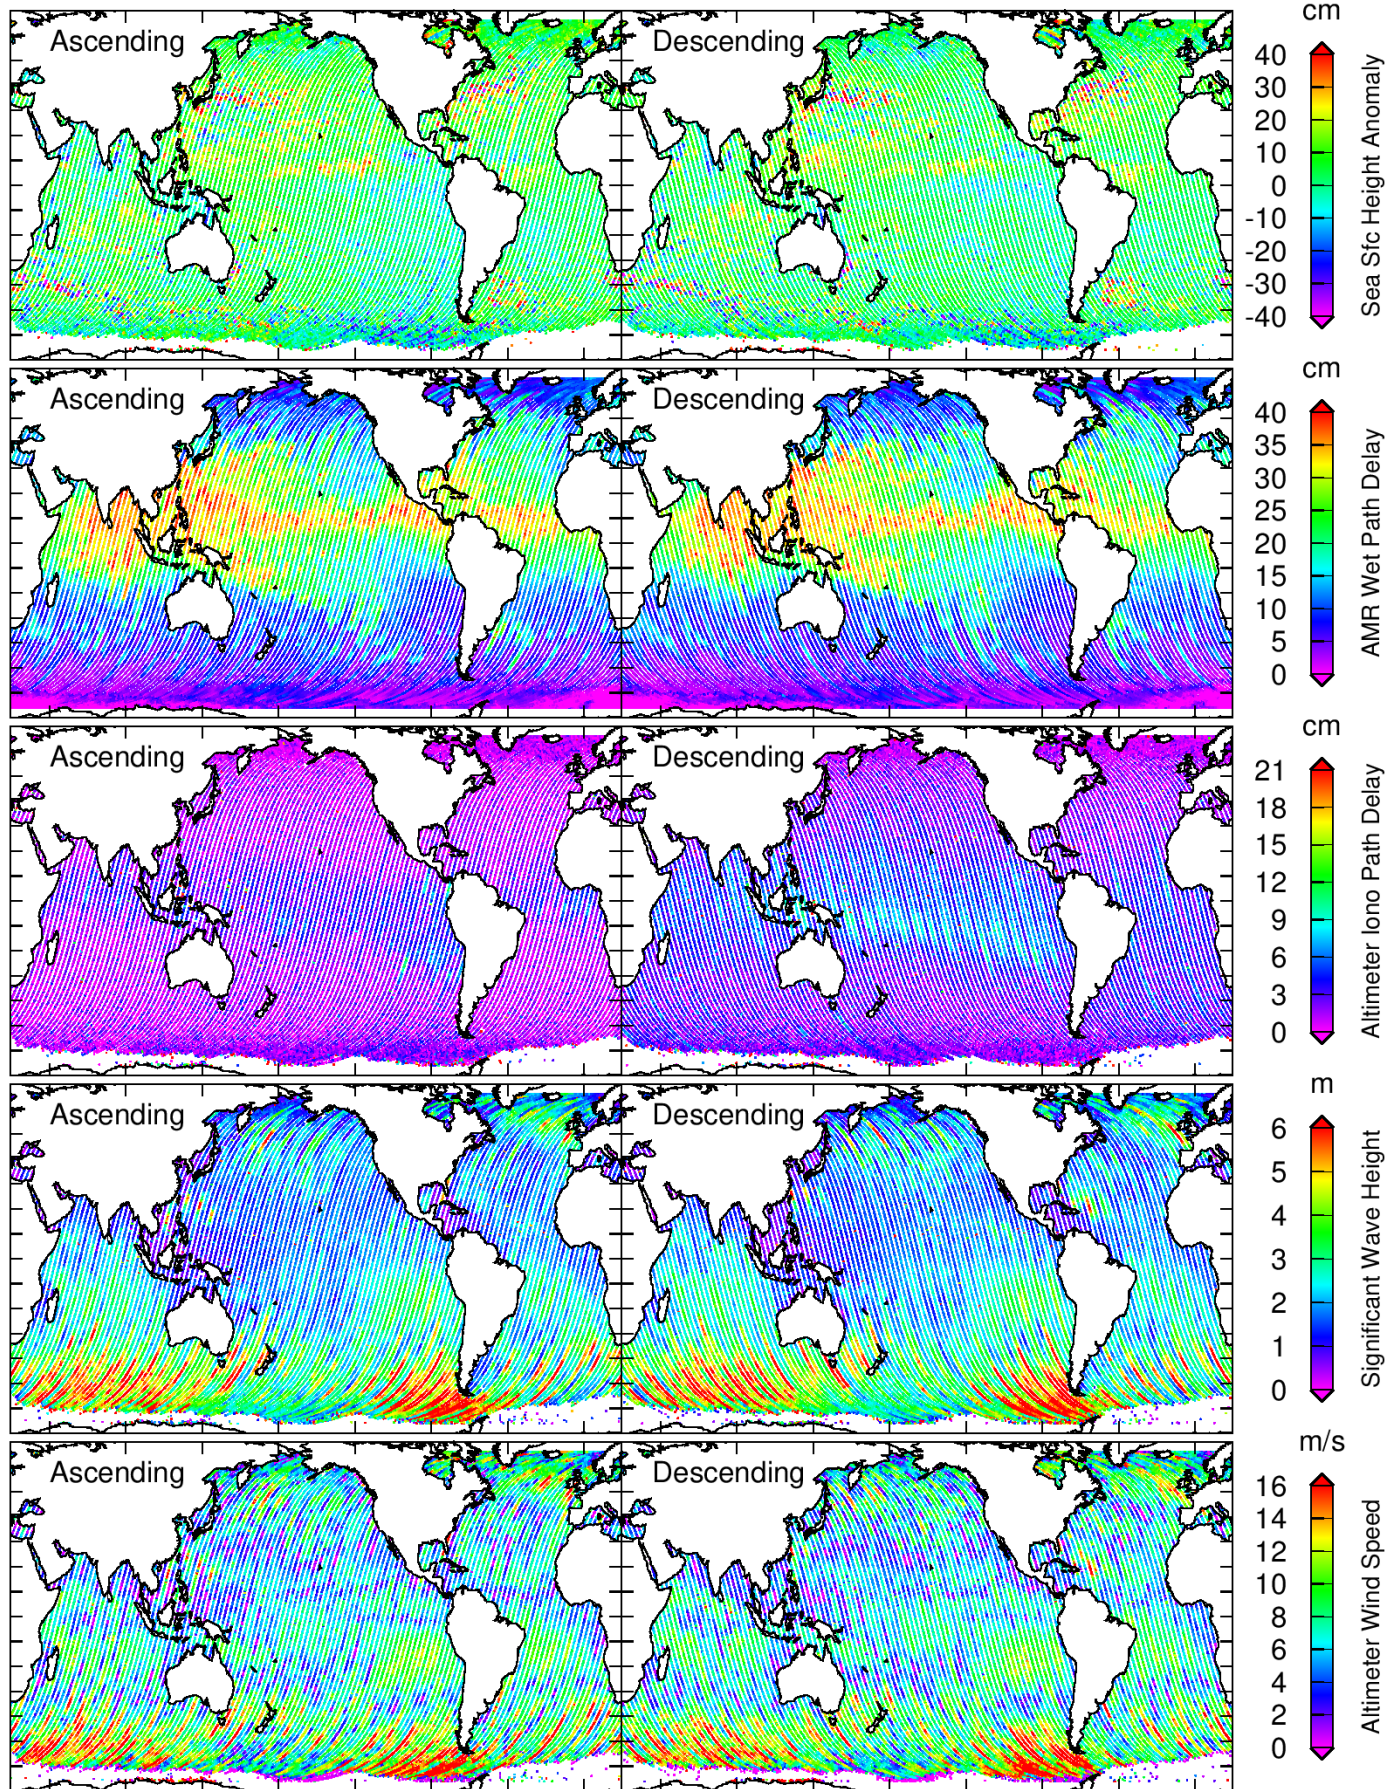 cm
Ascending
Descending
40
30
20
10
0
-10
-20
-30
-40
Sea Sfc Height Anomaly
cm
Ascending
Descending
40
35
30
25
20
15
10
5
0
AMR Wet Path Delay
cm
Ascending
Descending
21
18
15
12
9
6
3
0
Altimeter Iono Path Delay
m
Ascending
Descending
6
5
4
3
2
1
0
Significant Wave Height
m/s
Ascending
Descending
16
14
12
10
8
6
4
2
0
Altimeter Wind Speed